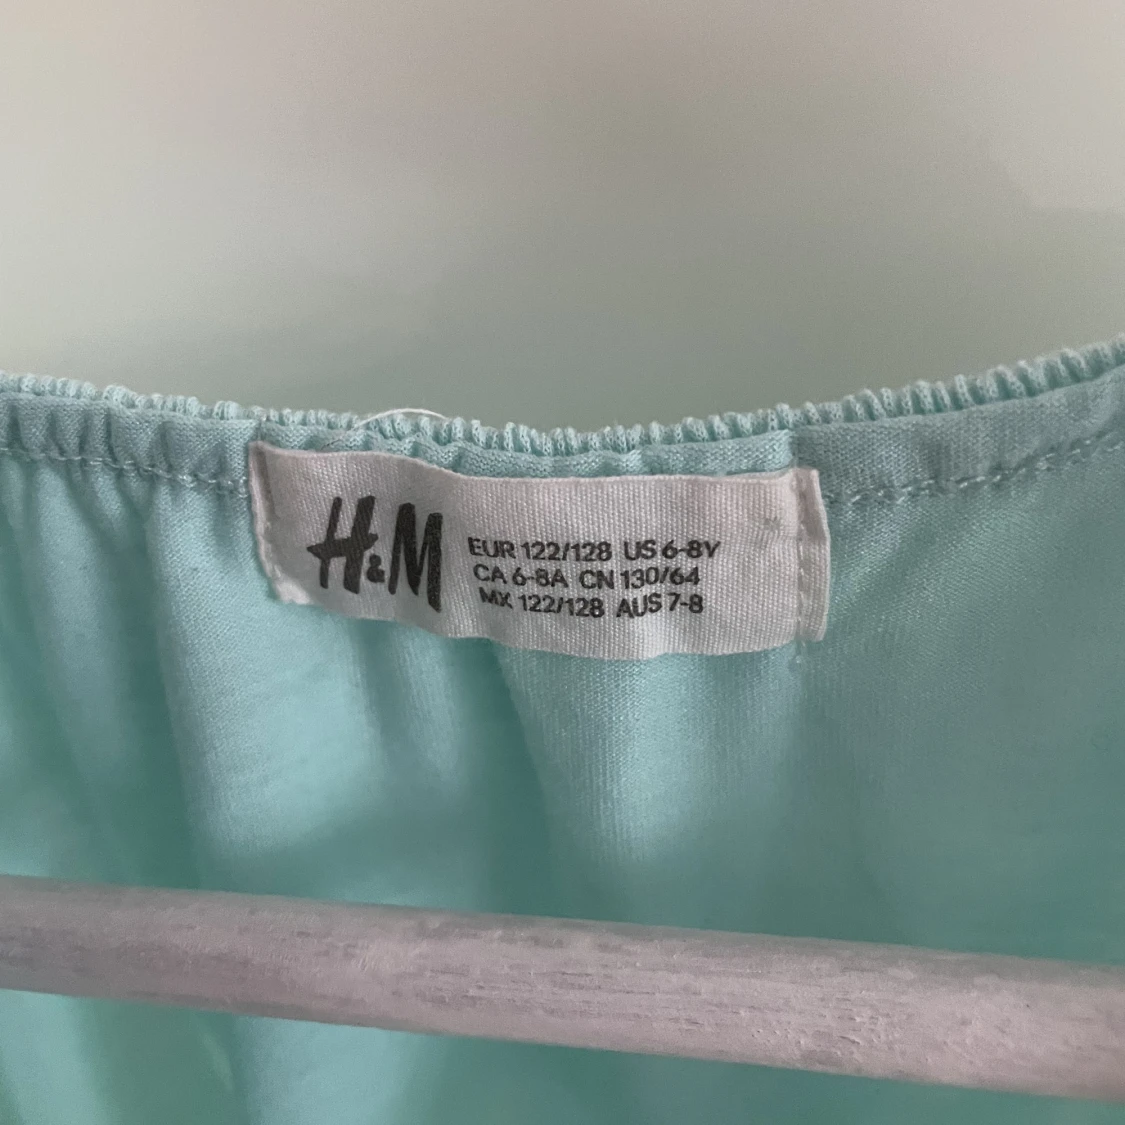 H&M
EUR 122/128 US 6-8Y
CA 6-8A CN 130/64
MX 122/128 AUS 7-8